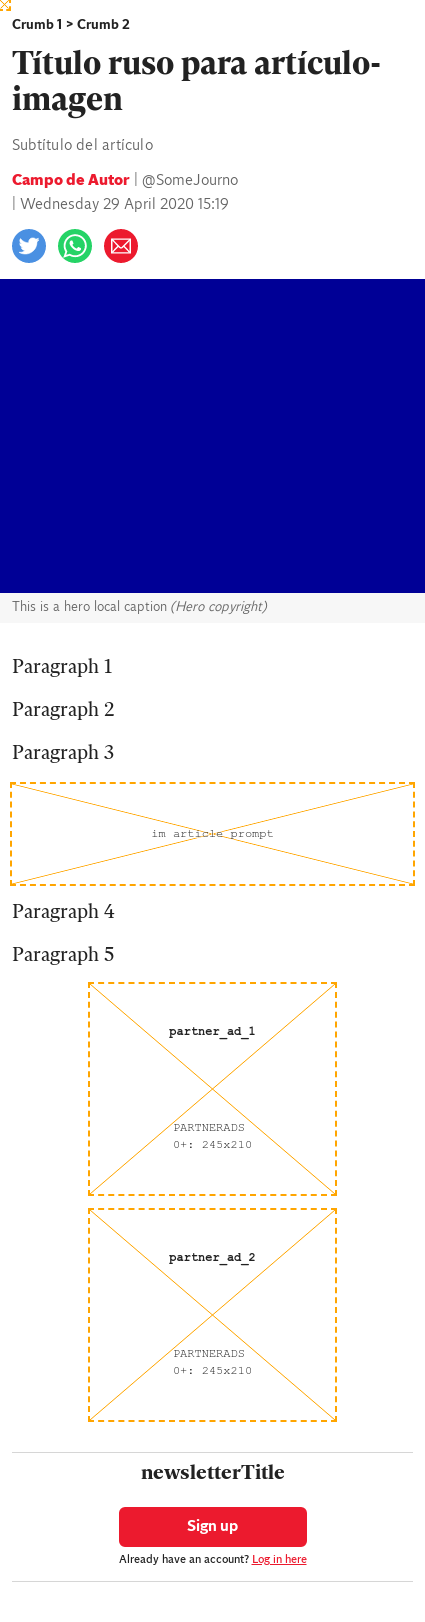 Crumb 1 > Crumb 2
Título ruso para artículo-
imagen
Subtítulo del artículo
Campo de Autor | @SomeJourno
| Wednesday 29 April 2020 15:19
This is a hero local caption (Hero copyright)
Paragraph 1
Paragraph 2
Paragraph 3
im article prompt
Paragraph 4
Paragraph 5
partner_ad_1
PARTNERADS
0+: 245x210
partner_ad_2
PARTNERADS
0+: 245x210
newsletterTitle
Sign up
Already have an account? Log in here